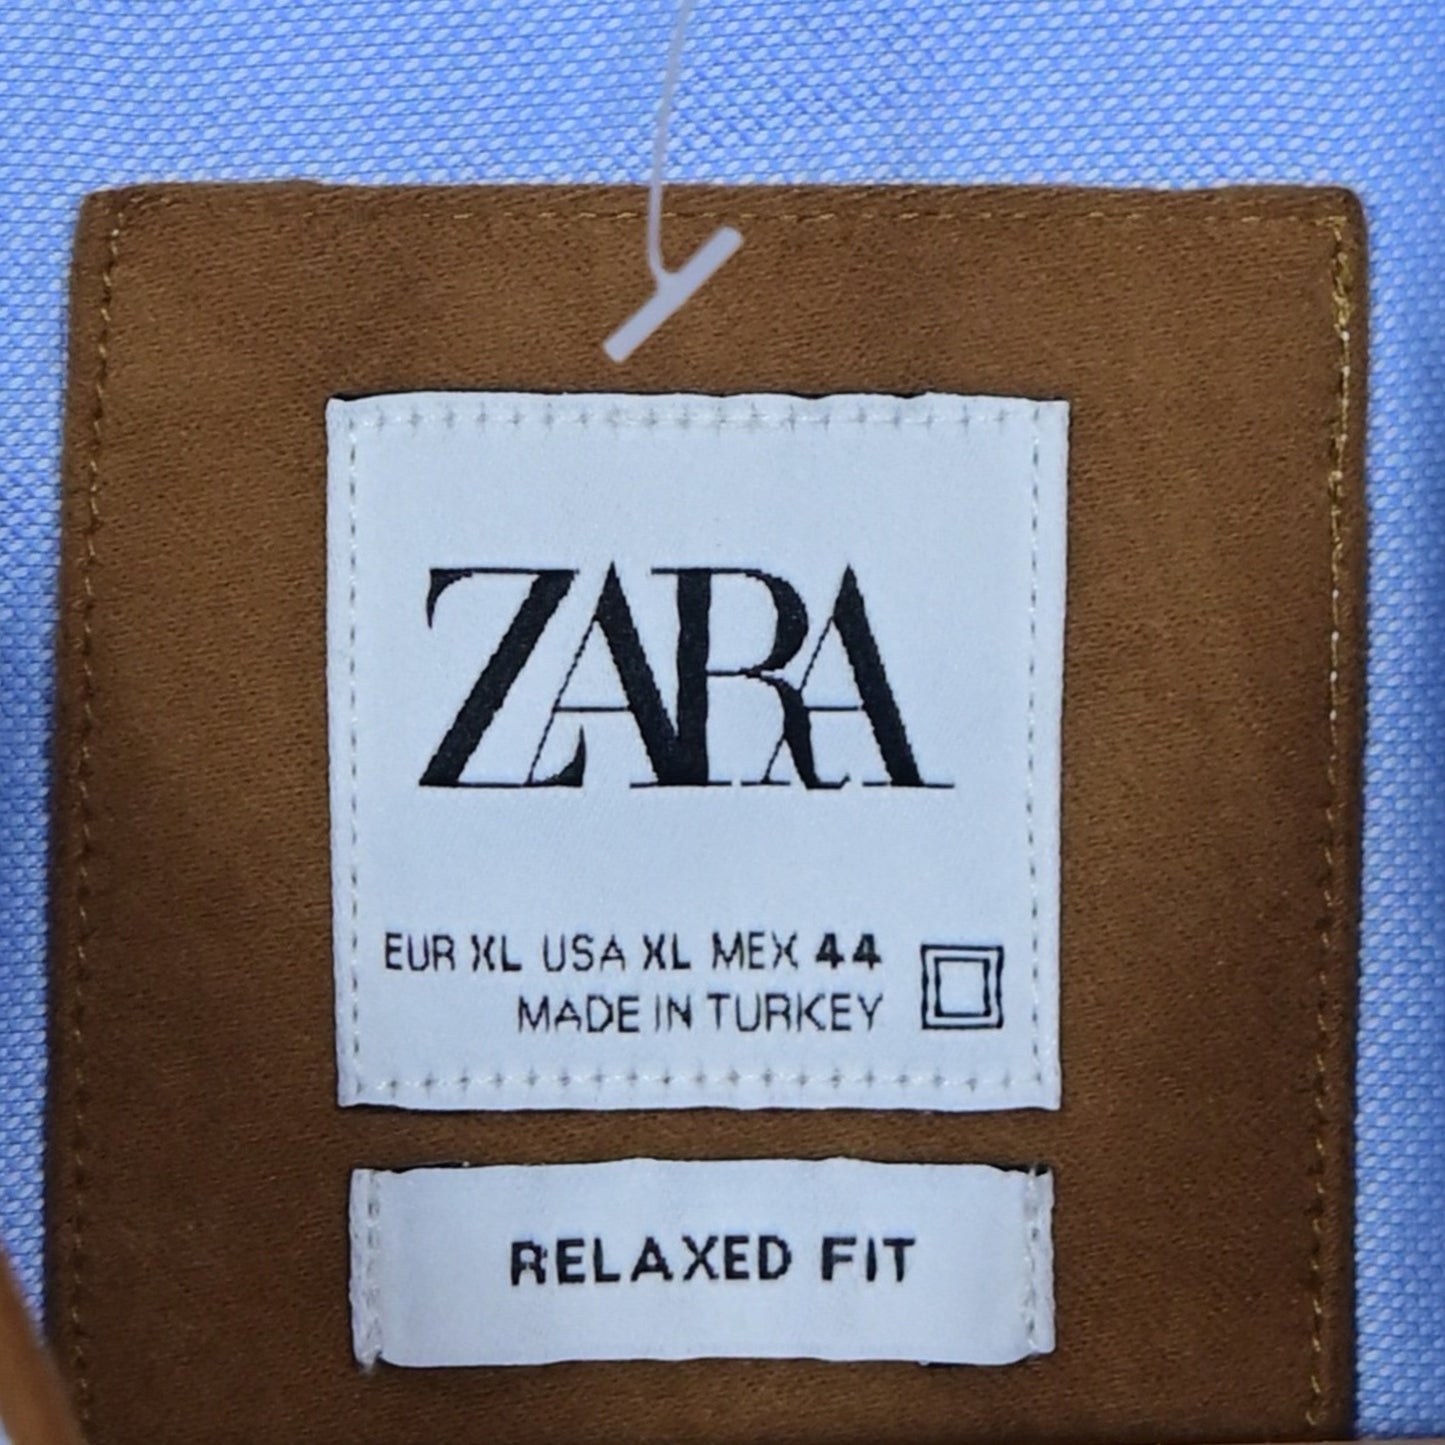 ZARA
EUR XL USA XL MEX 44
MADE IN TURKEY
RELAXED FIT